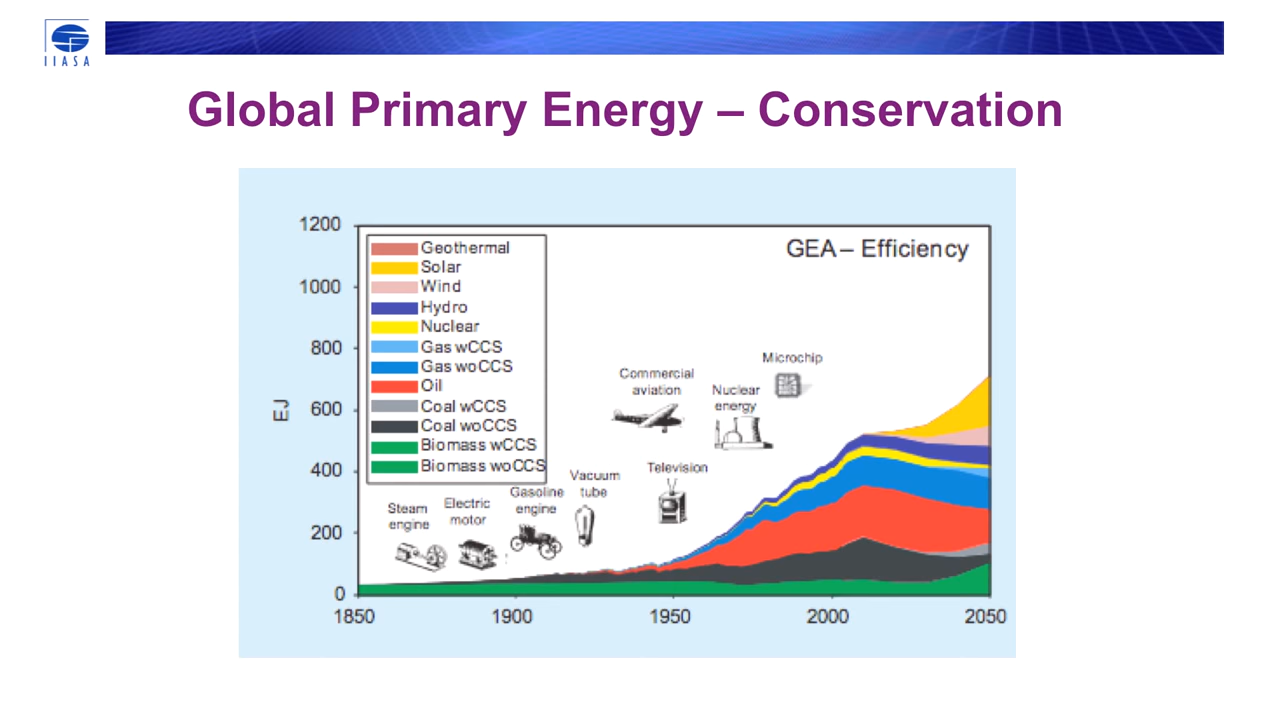 IIASA
Global Primary Energy – Conservation
1200
1000
800
600
400
200
0
EJ
Geothermal
Solar
Wind
Hydro
Nuclear
Gas wCCS
Gas woCCS
Oil
Coal wCCS
Coal woCCS
Biomass wCCS
Biomass woCCS
GEA – Efficiency
Microchip
Commercial
aviation
Nuclear
energy
Television
Vacuum
tube
Gasoline
engine
Electric
motor
Steam
engine
1850
1900
1950
2000
2050